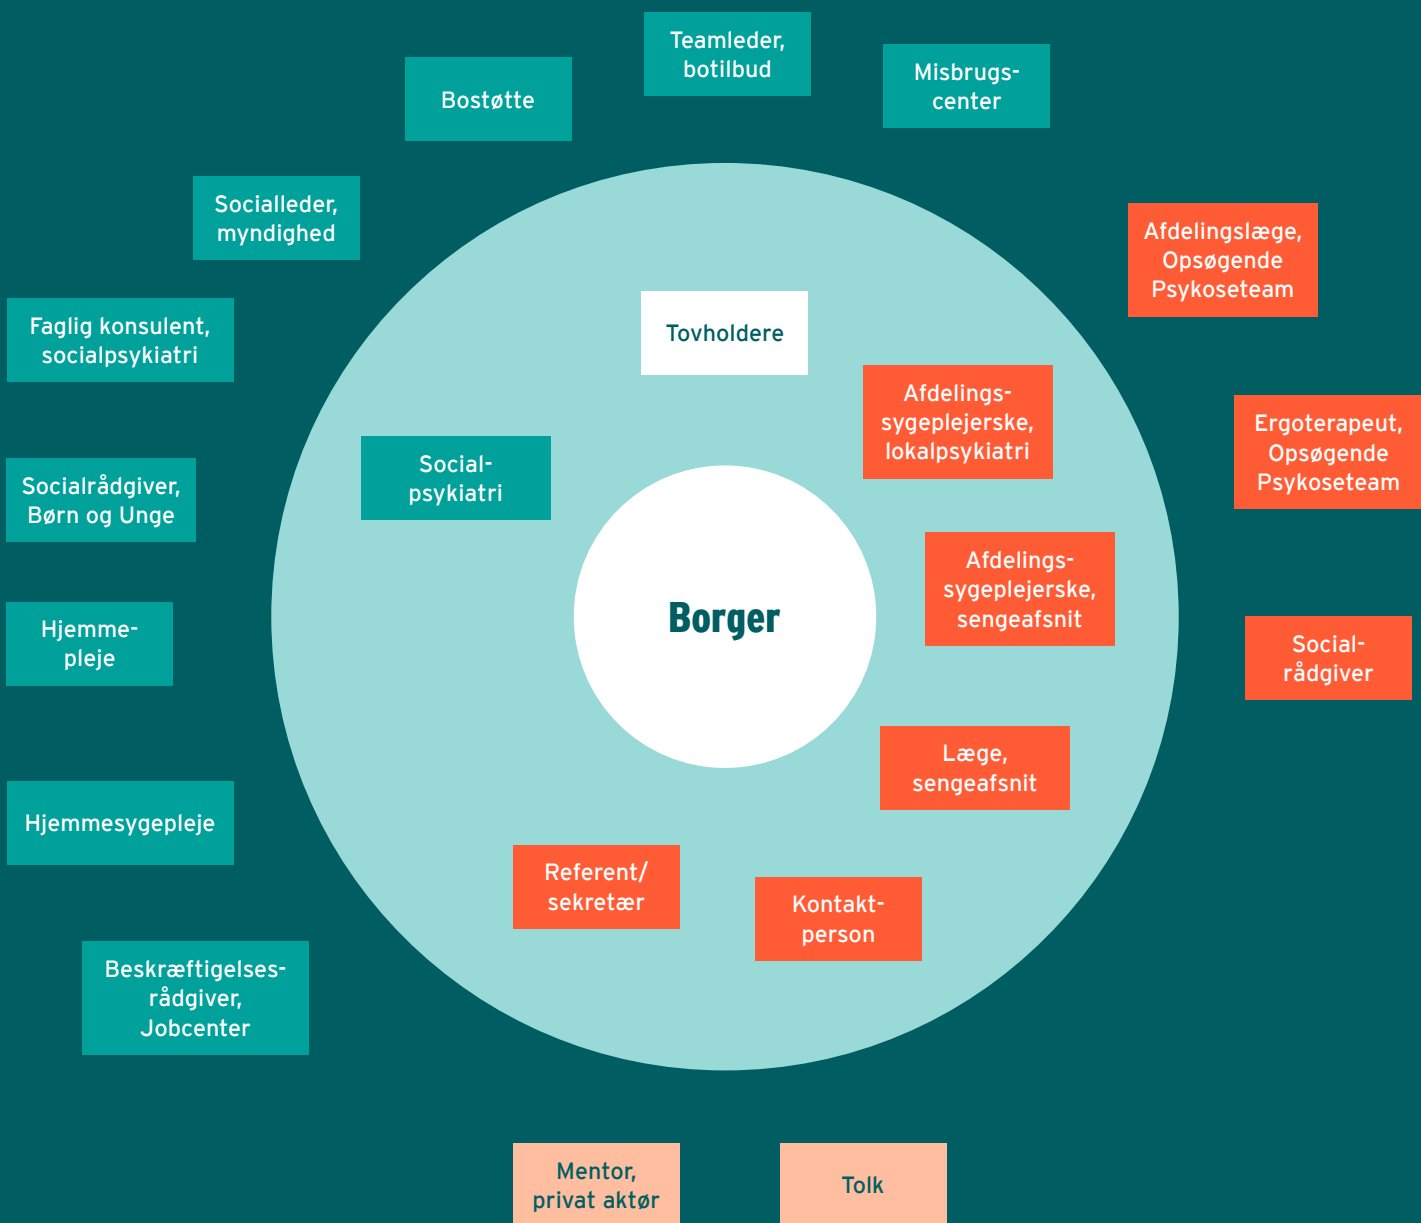 Teamleder,
botilbud
Bostøtte
Misbrugs-
center
Socialleder,
myndighed
Afdelingslæge,
Opsøgende
Psykoseteam
Faglig konsulent,
socialpsykiatri
Tovholdere
Afdelings-
sygeplejerske,
lokalpsykiatri
Ergoterapeut,
Opsøgende
Psykoseteam
Social-
psykiatri
Socialrådgiver,
Børn og Unge
Afdelings-
sygeplejerske,
sengeafsnit
Borger
Hjemme-
pleje
Social-
rådgiver
Læge,
sengeafsnit
Hjemmesygepleje
Referent/
sekretær
Kontakt-
person
Beskræftigelses-
rådgiver,
Jobcenter
Mentor,
privat aktør
Tolk